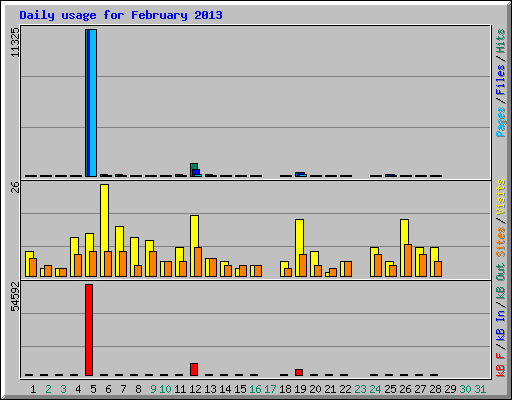 Daily usage for February 2013
11325
Pages / Files / Hits
26
Sites / Visits
54592
kB F / kB In / kB Out
1 2 3 4 5 6 7 8 9 10 11 12 13 14 15 16 17 18 19 20 21 22 23 24 25 26 27 28 29 30 31